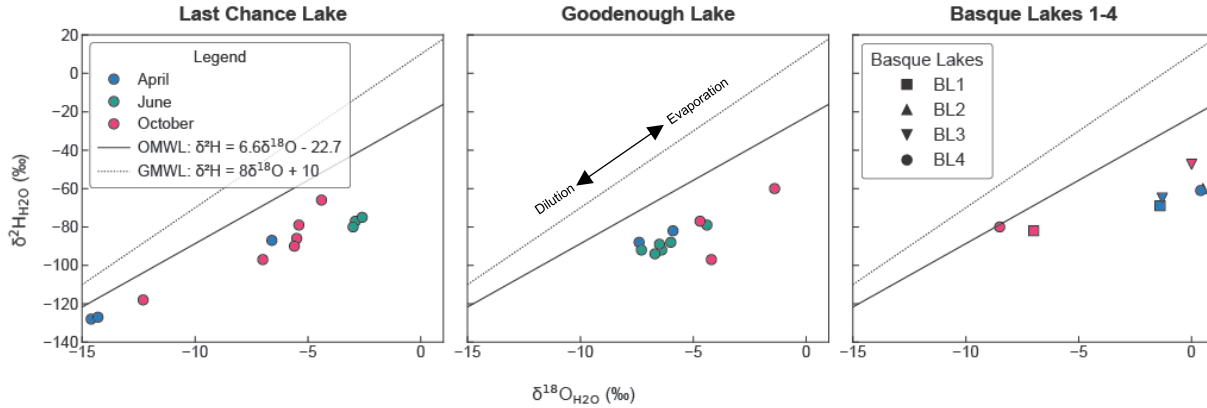 Last Chance Lake
Goodenough Lake
Basque Lakes 1-4
20
0
−20
−40
−60
−80
−100
−120
−140
δ²H_H2O (‰)
Legend
April
June
October
OMWL: δ²H = 6.6δ¹⁸O - 22.7
GMWL: δ²H = 8δ¹⁸O + 10
−15
−10
−5
0
Dilution
Evaporation
−15
−10
−5
0
Basque Lakes
BL1
BL2
BL3
BL4
−15
−10
−5
0
δ¹⁸O_H2O (‰)